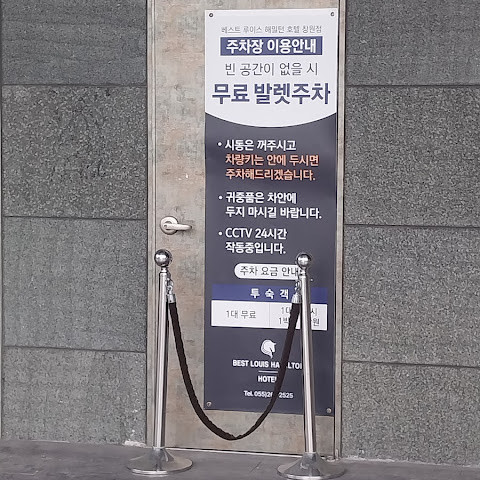 베스트 루이스 해밀턴 호텔 창원점
주차장 이용안내
빈 공간이 없을 시
무료 발렛주차
• 시동은 꺼주시고
차량키는 안에 두시면
주차해드리겠습니다.
• 귀중품은 차안에
두지 마시길 바랍니다.
• CCTV 24시간
작동중입니다.
주차 요금 안내
투 숙 객
1대 무료
BEST LOUIS HAMILTON
HOTEL
Tel. 055)
2525